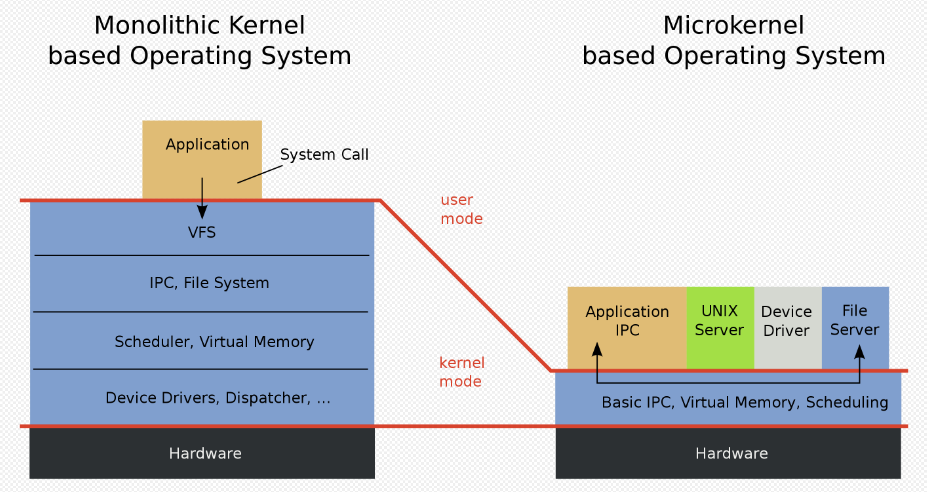 Monolithic Kernel
based Operating System
Microkernel
based Operating System
Application
System Call
VFS
IPC, File System
Scheduler, Virtual Memory
Device Drivers, Dispatcher, ...
Hardware
user
mode
kernel
mode
Application
IPC
UNIX
Server
Device
Driver
File
Server
Basic IPC, Virtual Memory, Scheduling
Hardware